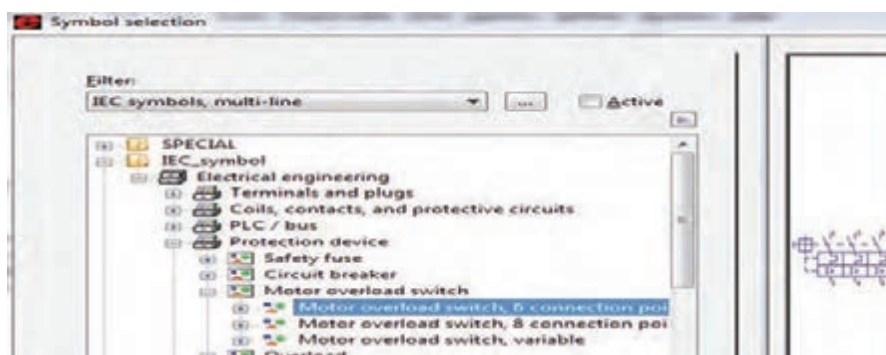 Symbol selection
Filter:
IEC symbols, multi-line
... Active
SPECIAL
IEC_symbol
Electrical engineering
Terminals and plugs
Coils, contacts, and protective circuits
PLC / bus
Protection device
Safety fuse
Circuit breaker
Motor overload switch
Motor overload switch, 6 connection poi
Motor overload switch, 8 connection poi
Motor overload switch, variable